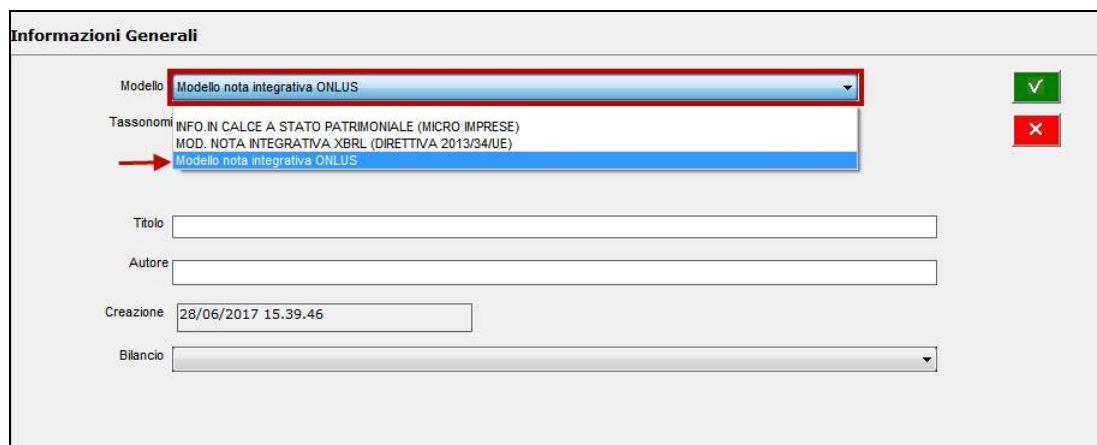 Informazioni Generali
Modello Modello nota integrativa ONLUS
Tassonomi
INFO.IN CALCE A STATO PATRIMONIALE (MICRO IMPRESE)
MOD. NOTA INTEGRATIVA XBRL (DIRETTIVA 2013/34/UE)
Modello nota integrativa ONLUS
Titolo
Autore
Creazione 28/06/2017 15.39.46
Bilancio